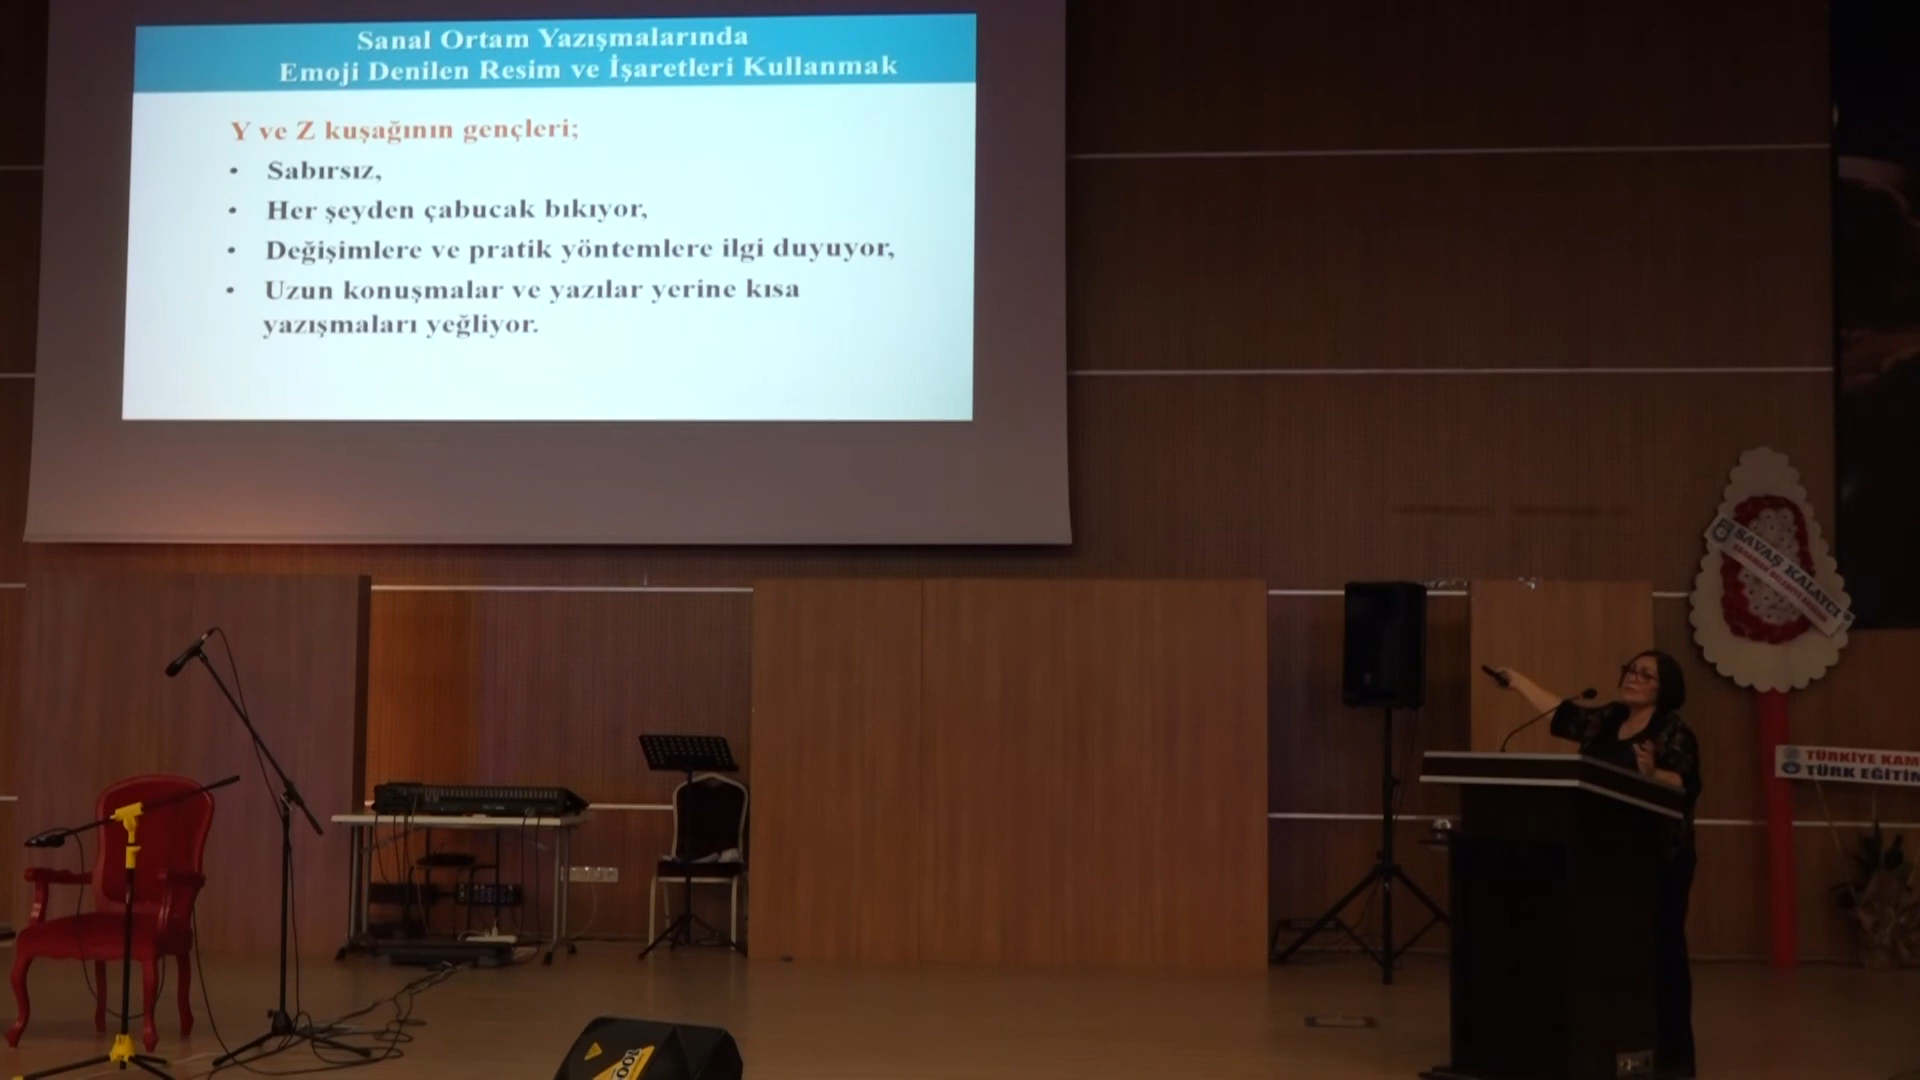 Sanal Ortam Yazışmalarında
Emoji Denilen Resim ve İşaretleri Kullanmak
Y ve Z kuşağının gençleri;
• Sabırsız,
• Her şeyden çabucak bıkıyor,
• Değişimlere ve pratik yöntemlere ilgi duyuyor,
• Uzun konuşmalar ve yazılar yerine kısa
yazışmaları yeğliyor.
SAVAŞ KALAYCI
TÜRKİYE KAM
TÜRK EĞİTİM